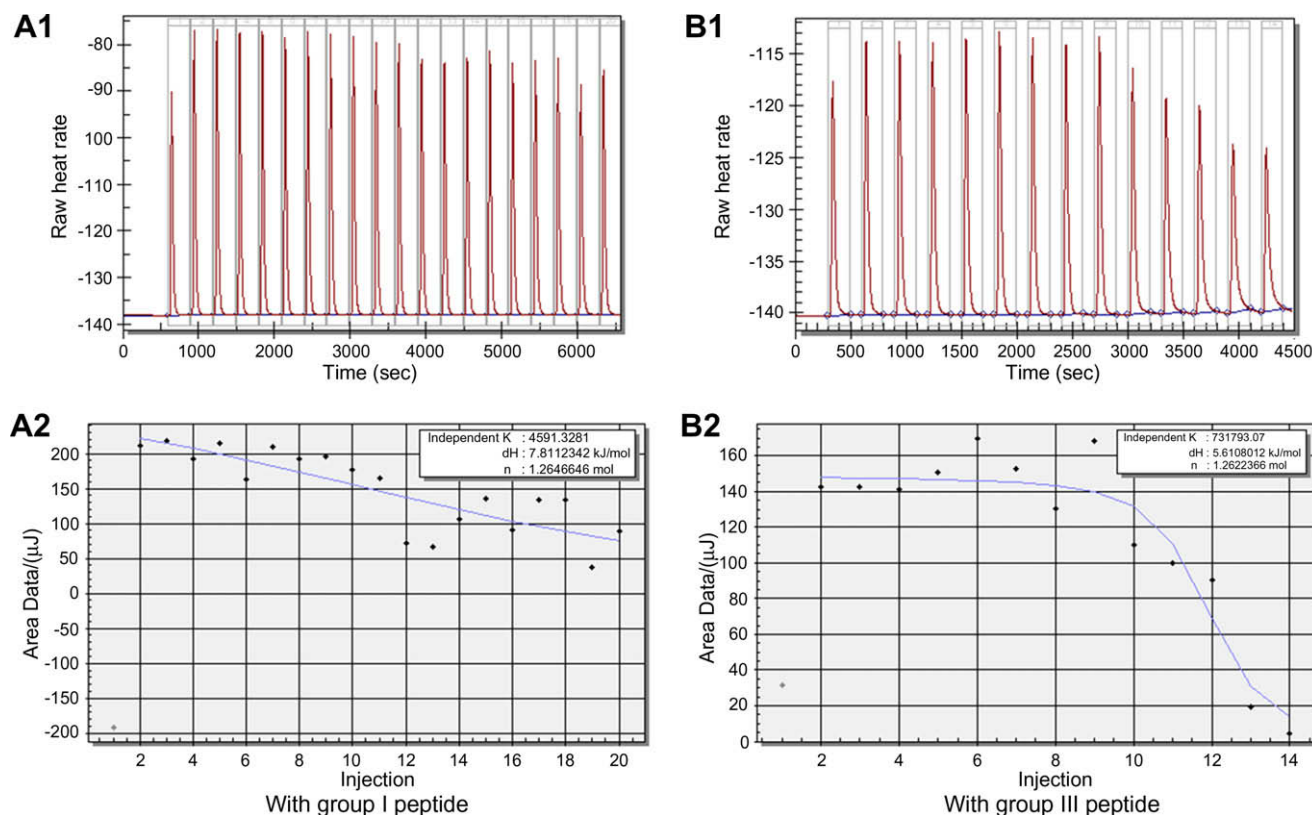 A1
Raw heat rate
-80
-90
100
-110
-120
-130
-140
0 1000 2000 3000 4000 5000 6000
Time (sec)
B1
Raw heat rate
-115
-120
-125
-130
-135
-140
0 500 1000 1500 2000 2500 3000 3500 4000 4500
Time (sec)
A2
Area Data/(μJ)
200
150
100
50
0
-50
-100
-150
-200
Independent K : 4591.3281
dH : 7.8112342 kJ/mol
n : 1.2646646 mol
2 4 6 8 10 12 14 16 18 20
Injection
With group I peptide
B2
Area Data/(μJ)
160
140
120
100
80
60
40
20
0
Independent K : 731793.07
dH : 5.6108012 kJ/mol
n : 1.2622366 mol
2 4 6 8 10 12 14
Injection
With group III peptide